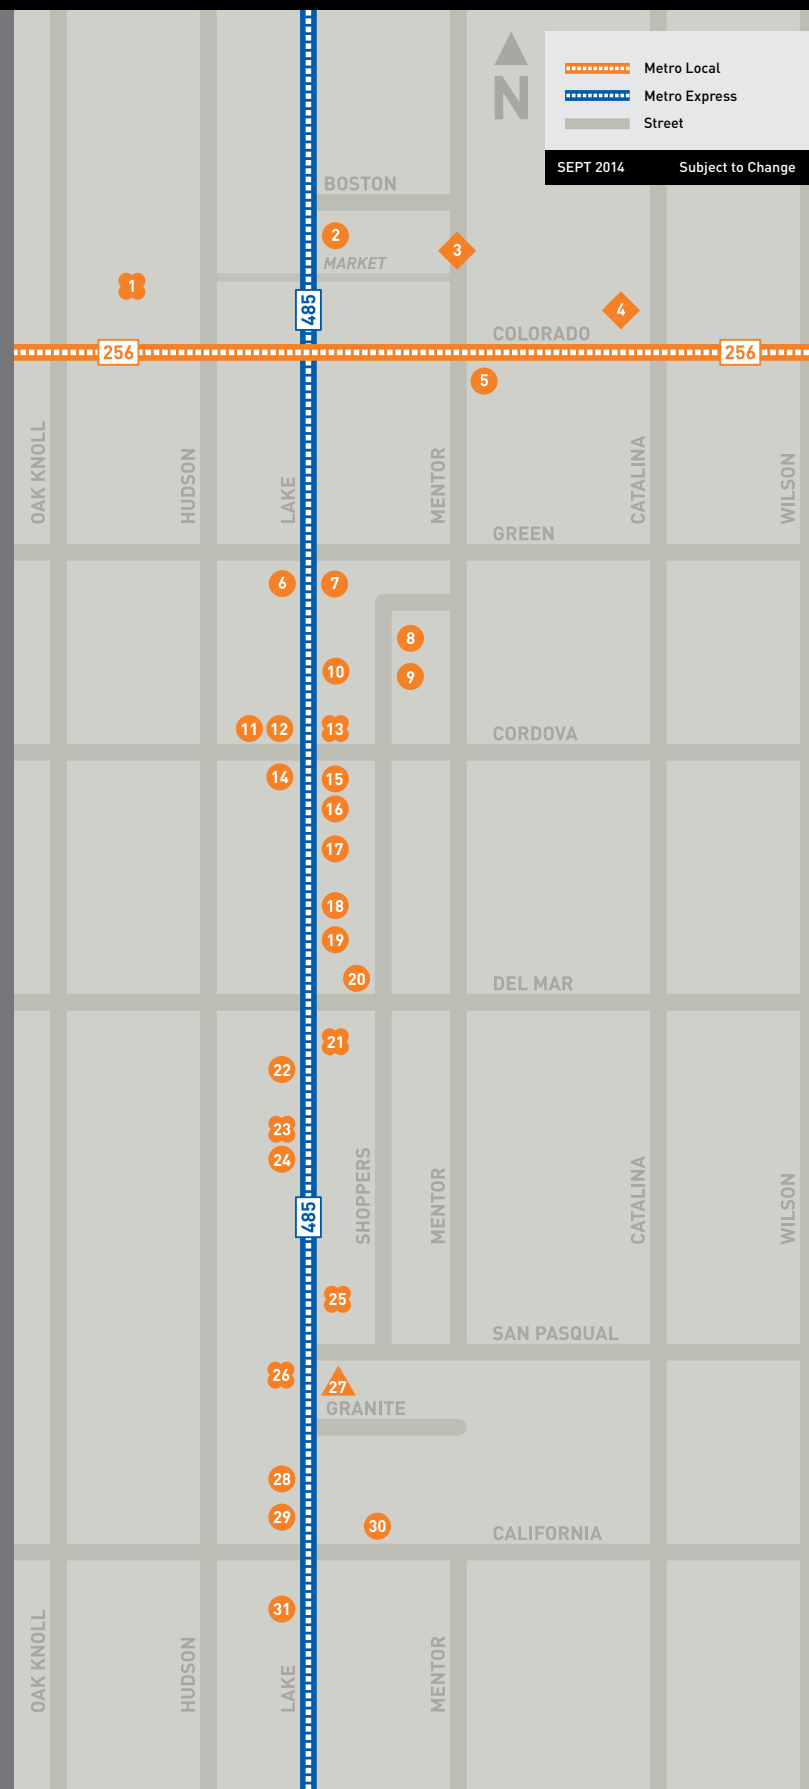 N
Metro Local
Metro Express
Street
SEPT 2014 Subject to Change
BOSTON
2
3
MARKET
1
485
4
COLORADO
256
256
5
OAK KNOLL
HUDSON
LAKE
MENTOR
CATALINA
WILSON
GREEN
6
7
8
9
10
11
12
13
CORDOVA
14
15
16
17
18
19
20
DEL MAR
21
22
23
24
485
SHOPPERS
MENTOR
CATALINA
WILSON
25
SAN PASQUAL
26
27
GRANITE
28
29
30
CALIFORNIA
31
OAK KNOLL
HUDSON
LAKE
MENTOR